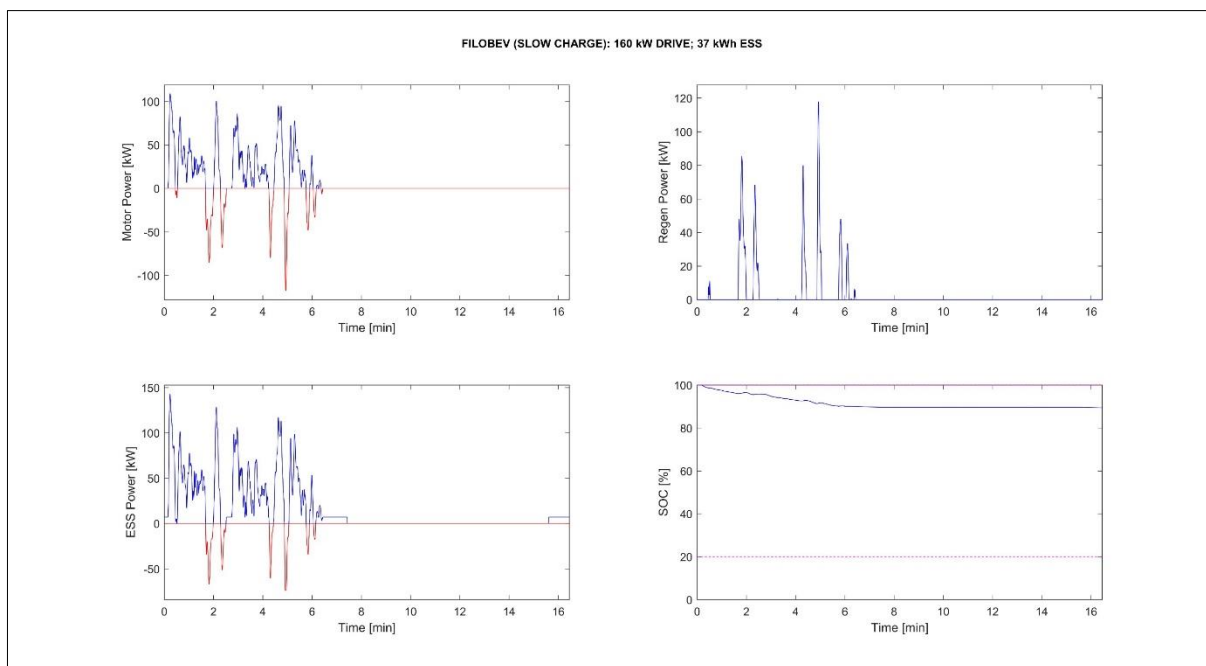 FILOBEV (SLOW CHARGE): 160 kW DRIVE; 37 kWh ESS
Motor Power [kW]
100
50
0
-50
-100
0 2 4 6 8 10 12 14 16
Time [min]
Regen Power [kW]
120
100
80
60
40
20
0
0 2 4 6 8 10 12 14 16
Time [min]
ESS Power [kW]
150
100
50
0
-50
0 2 4 6 8 10 12 14 16
Time [min]
SOC [%]
100
80
60
40
20
0
0 2 4 6 8 10 12 14 16
Time [min]